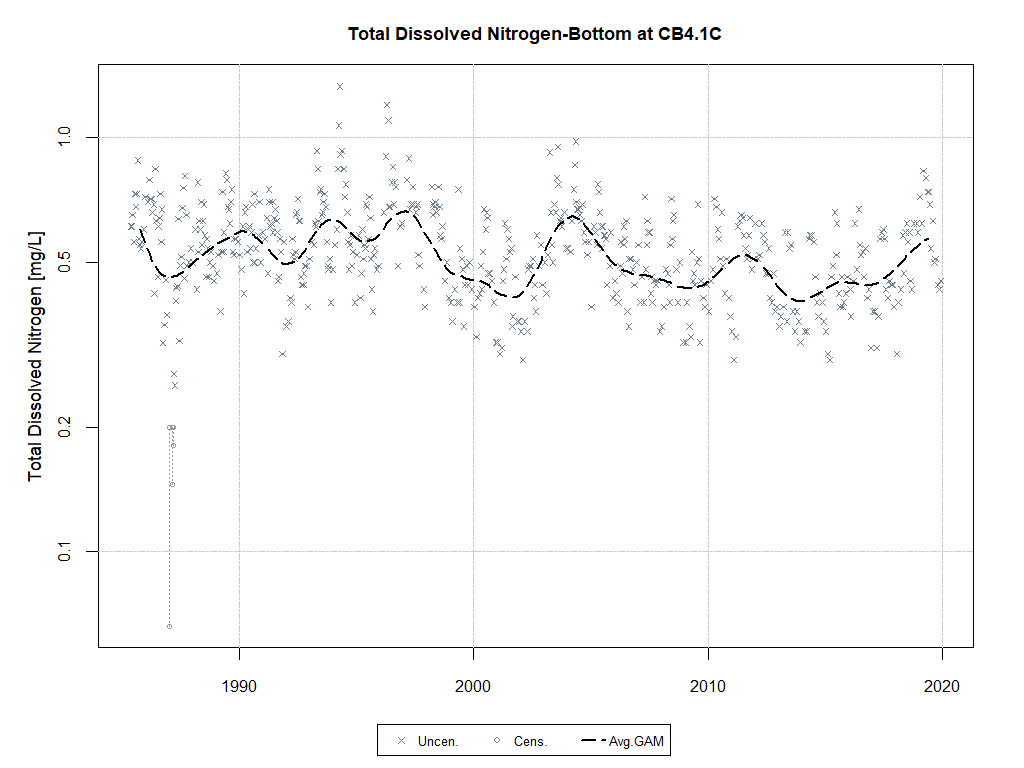 Total Dissolved Nitrogen-Bottom at CB4.1C
Total Dissolved Nitrogen [mg/L]
1.0
0.5
0.2
0.1
1990 2000 2010 2020
Uncen. Cens. Avg.GAM